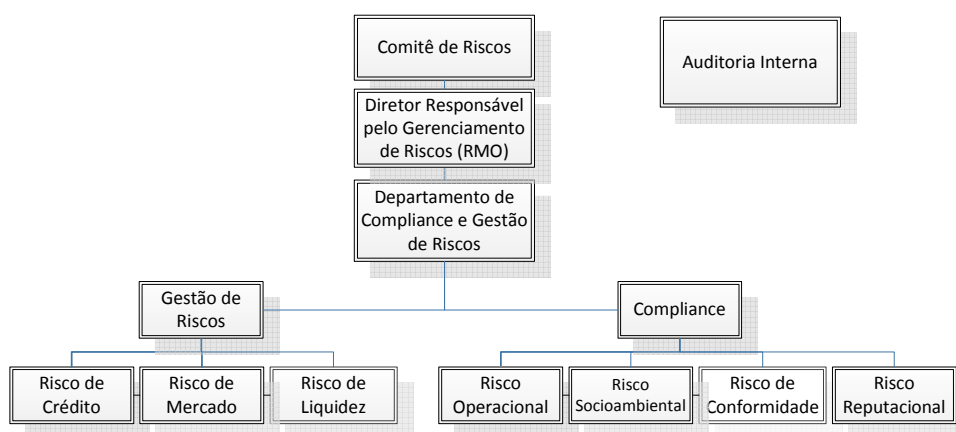 Comitê de Riscos
Auditoria Interna
Diretor Responsável
pelo Gerenciamento
de Riscos (RMO)
Departamento de
Compliance e Gestão
de Riscos
Gestão de
Riscos
Compliance
Risco de
Crédito
Risco de
Mercado
Risco de
Liquidez
Risco
Operacional
Risco
Socioambiental
Risco de
Conformidade
Risco
Reputacional